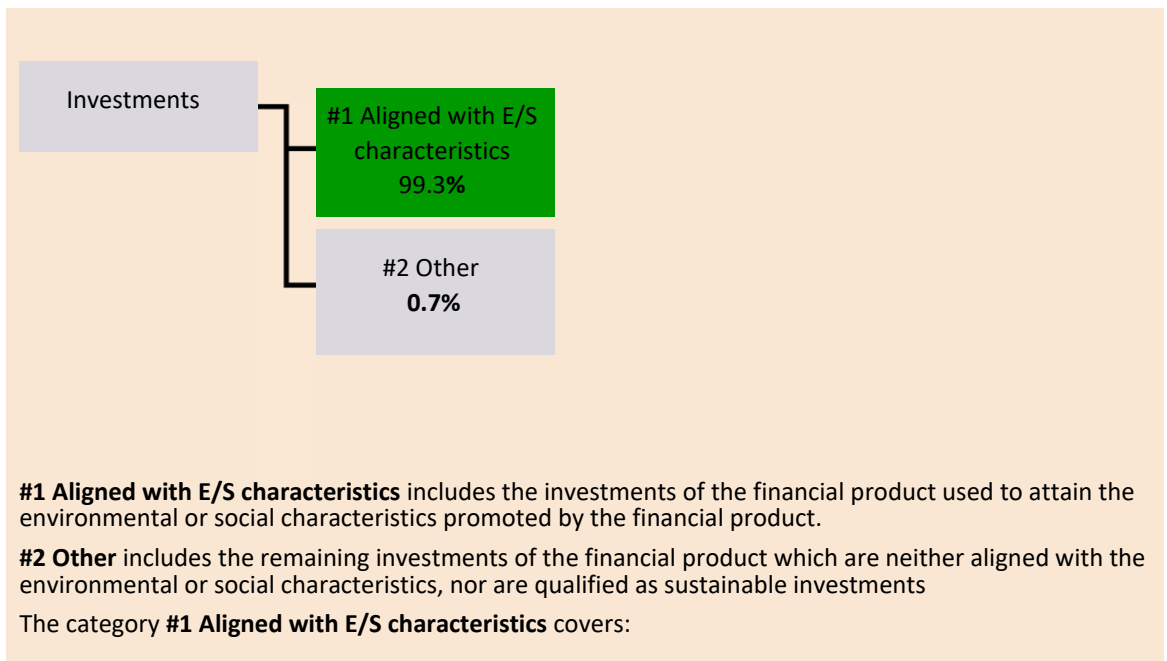 Investments
#1 Aligned with E/S
characteristics
99.3%
#2 Other
0.7%
#1 Aligned with E/S characteristics includes the investments of the financial product used to attain the
environmental or social characteristics promoted by the financial product.
#2 Other includes the remaining investments of the financial product which are neither aligned with the
environmental or social characteristics, nor are qualified as sustainable investments
The category #1 Aligned with E/S characteristics covers: